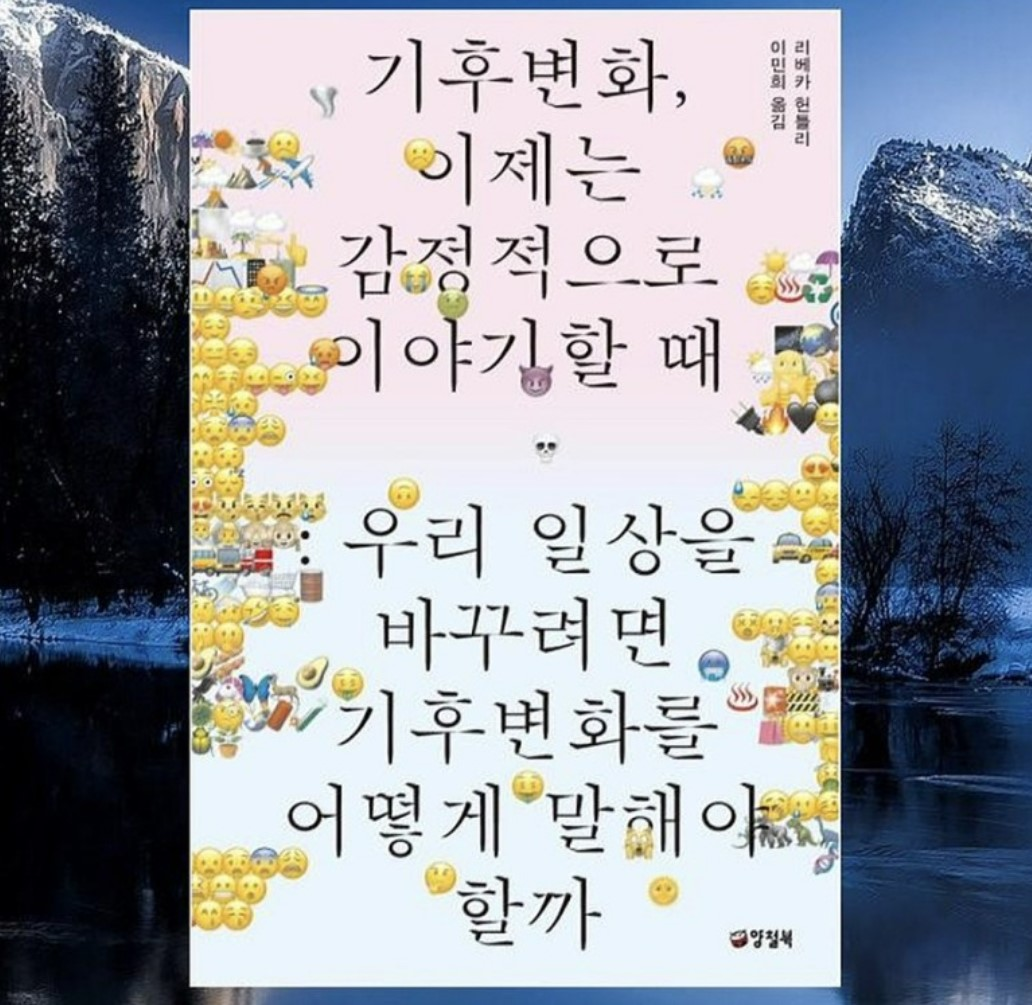 기후변화,
이제는
감정적으로
이야기할 때
리베카 헌틀리
이민희 옮김
: 우리 일상을
바꾸려면
기후변화를
어떻게 말해야
할까
양철북